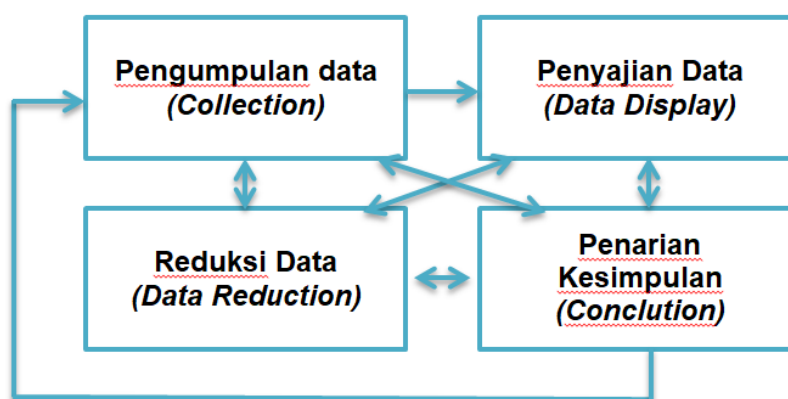 Pengumpulan data
(Collection)
Penyajian Data
(Data Display)
Reduksi Data
(Data Reduction)
Penarian
Kesimpulan
(Conclution)